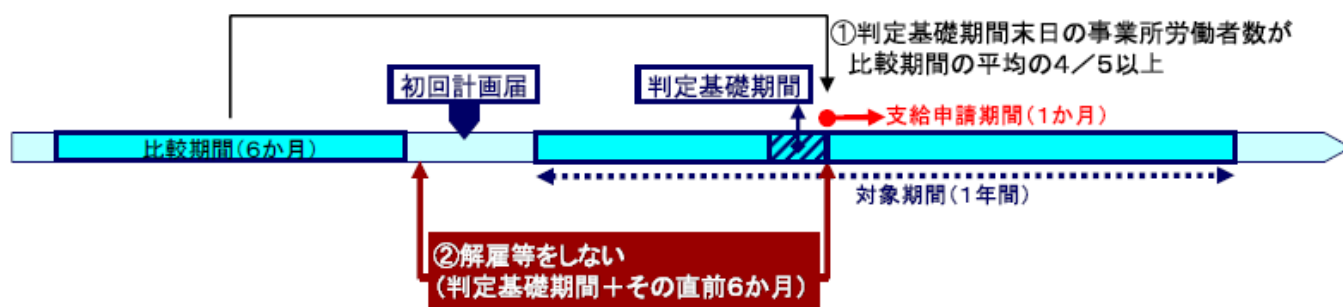 ①判定基礎期間末日の事業所労働者数が
比較期間の平均の4／5以上
初回計画届
判定基礎期間
支給申請期間(1か月)
比較期間(6か月)
対象期間(1年間)
②解雇等をしない
(判定基礎期間＋その直前6か月)